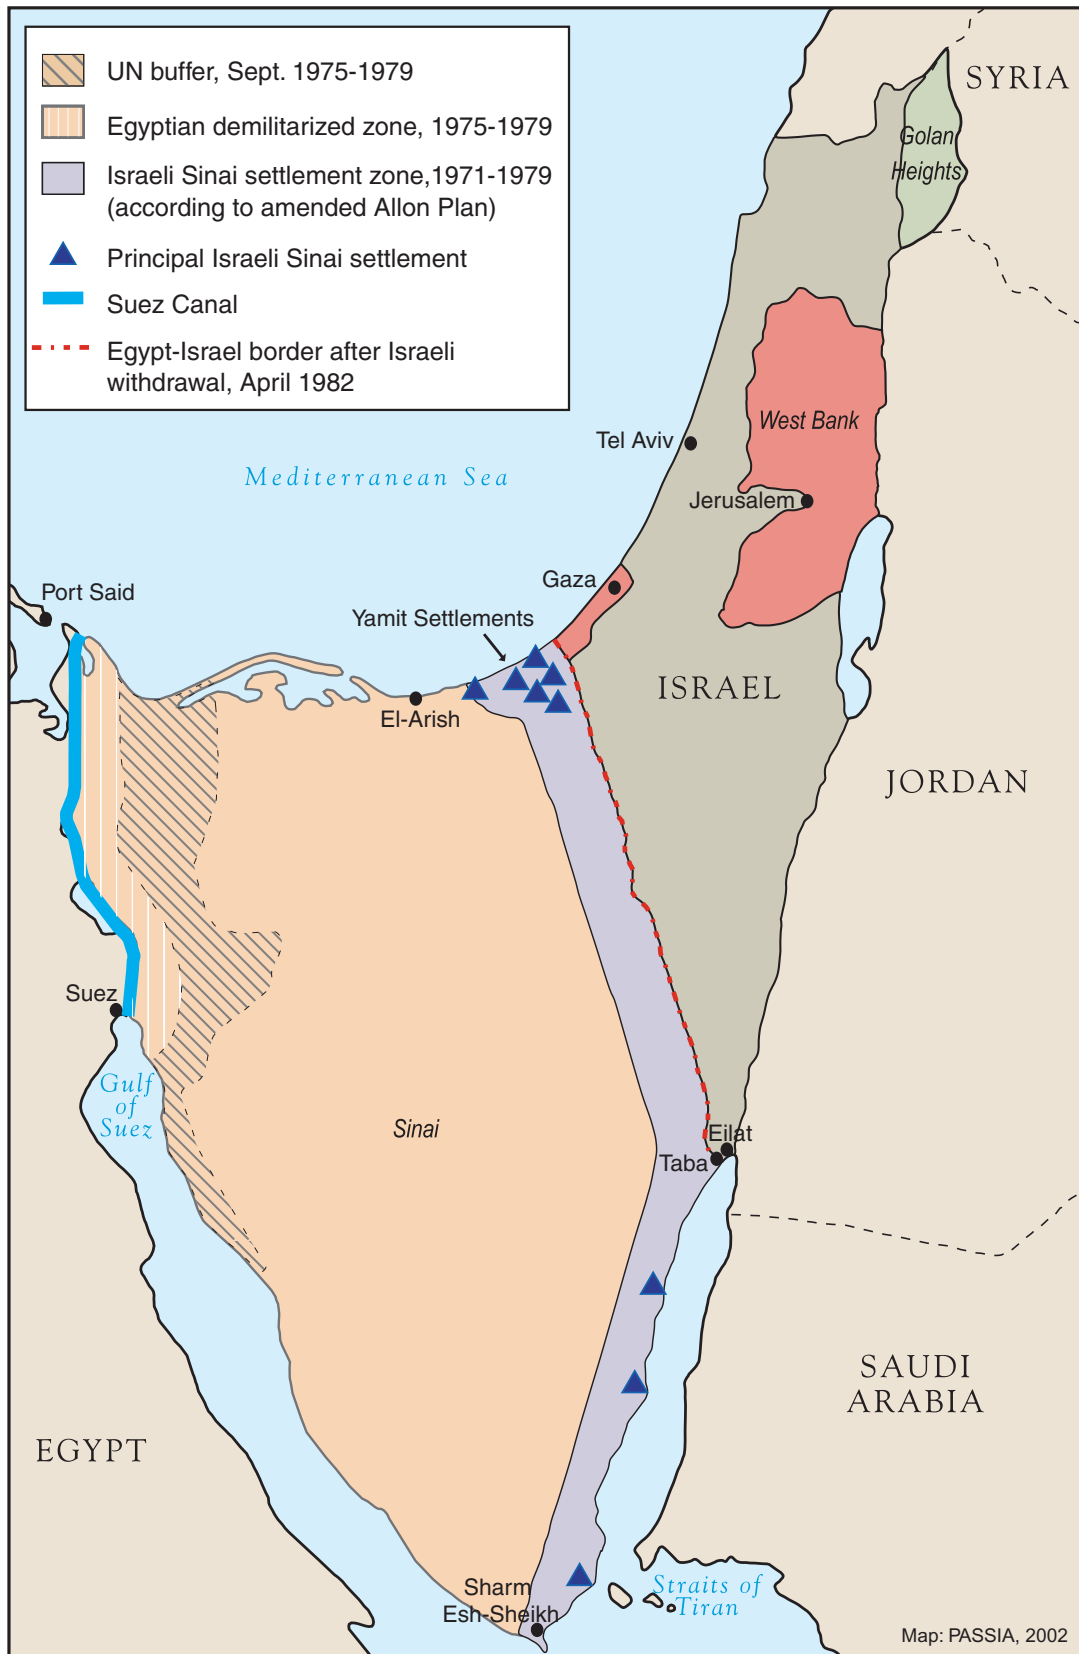 UN buffer, Sept. 1975-1979
Egyptian demilitarized zone, 1975-1979
Israeli Sinai settlement zone,1971-1979
(according to amended Allon Plan)
Principal Israeli Sinai settlement
Suez Canal
Egypt-Israel border after Israeli
withdrawal, April 1982
SYRIA
Golan
Heights
West Bank
Tel Aviv
Mediterranean Sea
Jerusalem
Gaza
Port Said
Yamit Settlements
ISRAEL
El-Arish
JORDAN
Suez
Gulf
of
Suez
Sinai
Eilat
Taba
SAUDI
ARABIA
EGYPT
Sharm
Esh-Sheikh
Straits of
Tiran
Map: PASSIA, 2002